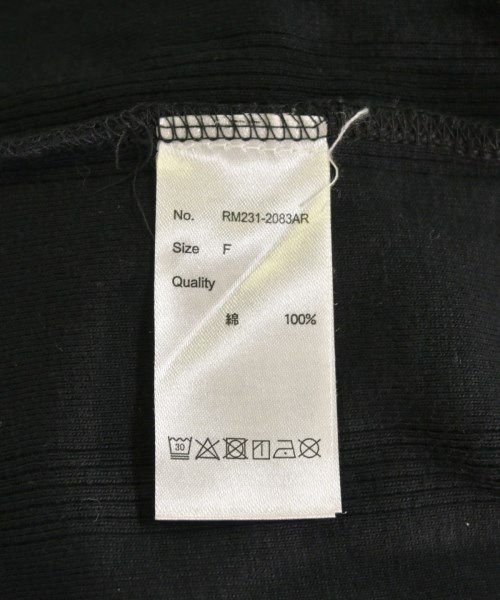 No. RM231-2083AR
Size F
Quality
綿 100%
30